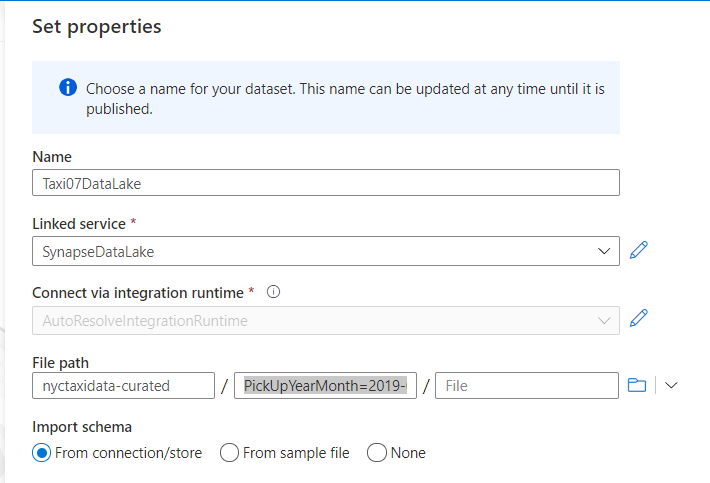 Set properties
Choose a name for your dataset. This name can be updated at any time until it is
published.
Name
Taxi07DataLake
Linked service *
SynapseDataLake
Connect via integration runtime *
AutoResolveIntegrationRuntime
File path
nyctaxidata-curated / PickUpYearMonth=2019- / File
Import schema
From connection/store From sample file None